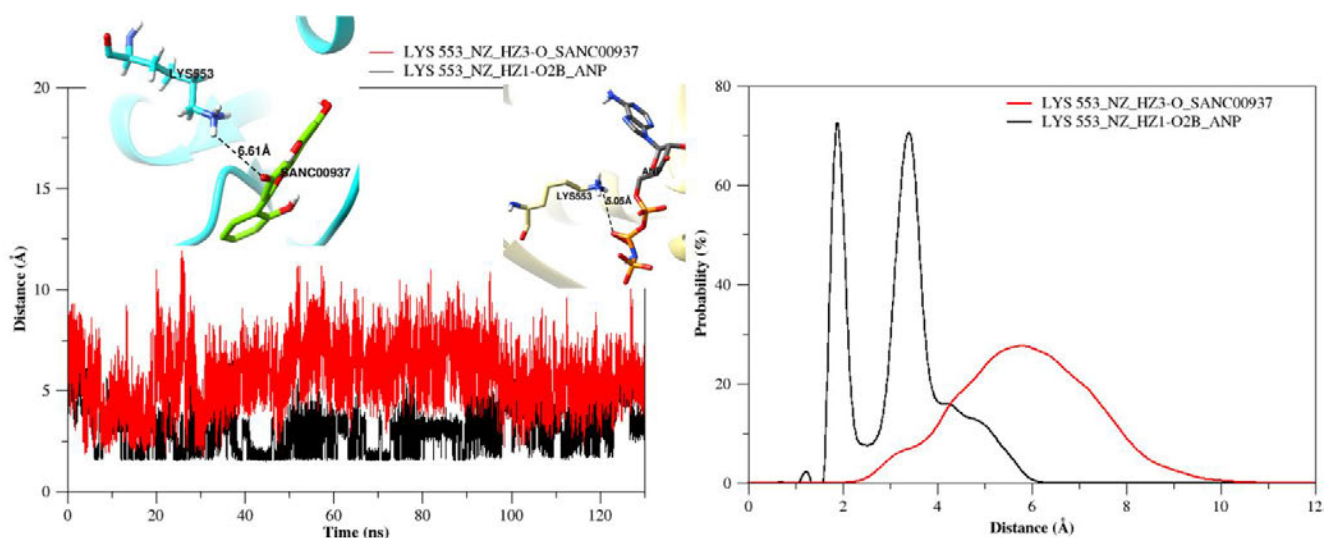 LYS553
6.61Å
SANC00937
LYS 553_NZ_HZ3-O_SANC00937
LYS 553_NZ_HZ1-O2B_ANP
LYS553
5.05Å
ANP
Distance (Å)
20
15
10
5
0
0 20 40 60 80 100 120
Time (ns)
LYS 553_NZ_HZ3-O_SANC00937
LYS 553_NZ_HZ1-O2B_ANP
Probability (%)
80
60
40
20
0
0 2 4 6 8 10 12
Distance (Å)